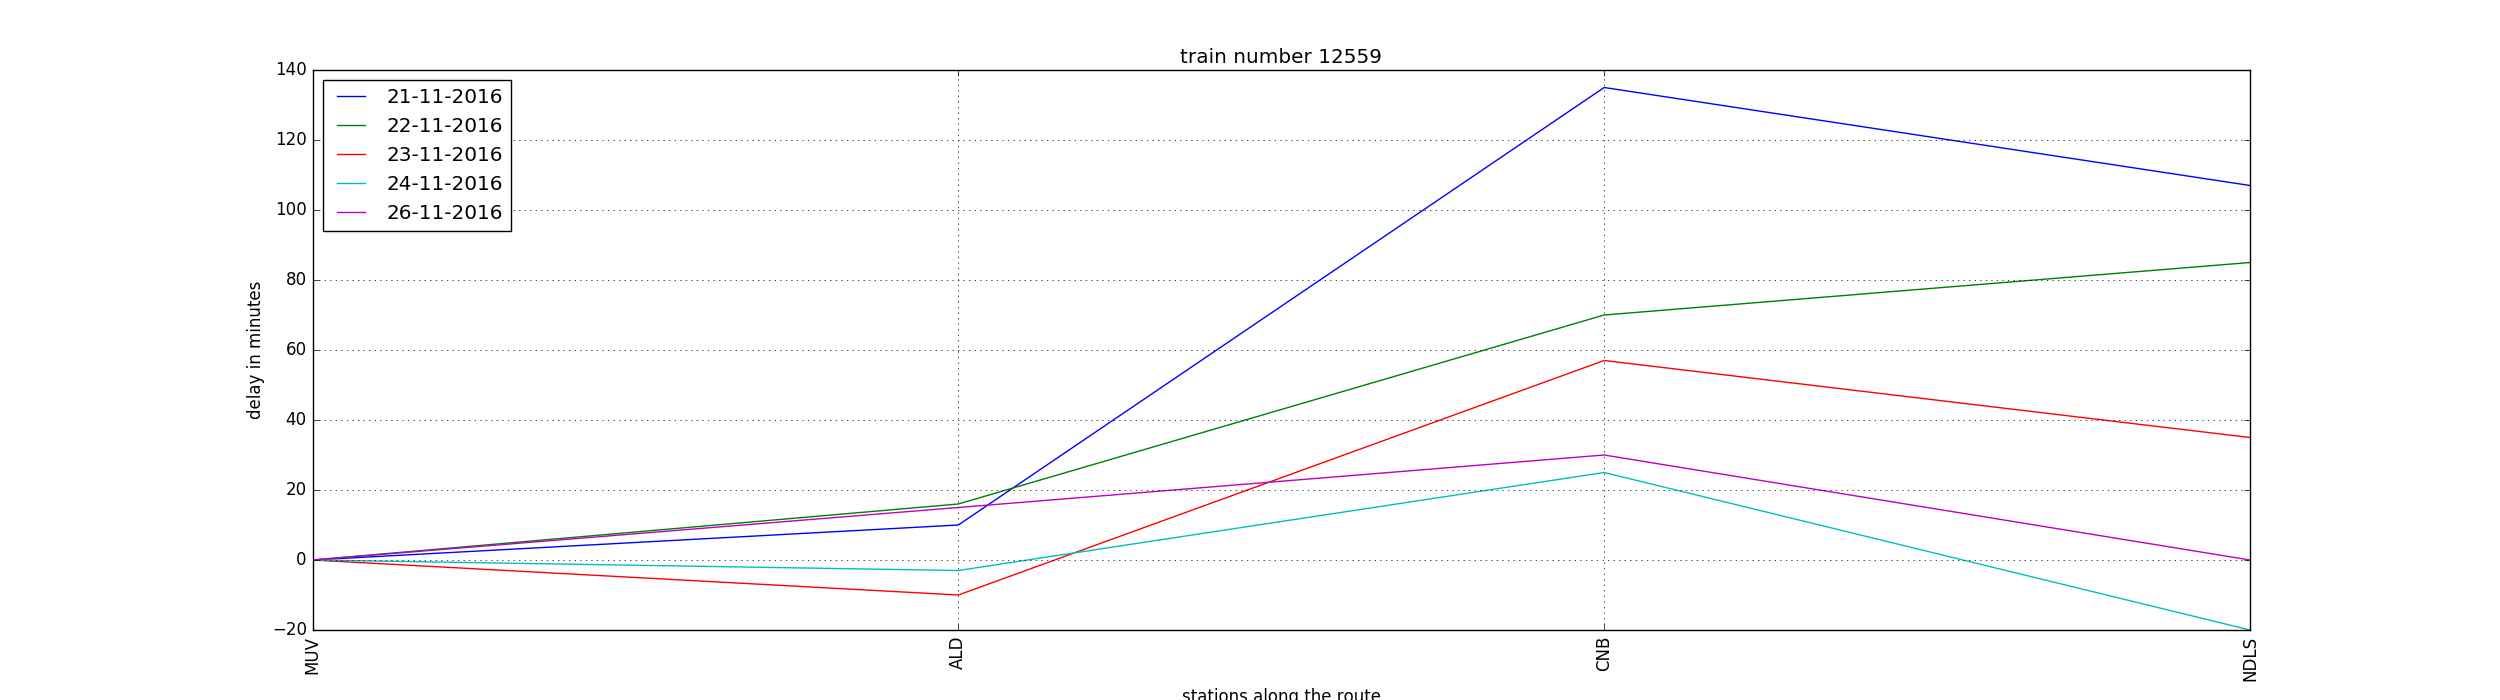 train number 12559
140
120
100
80
60
40
20
0
−20
21-11-2016
22-11-2016
23-11-2016
24-11-2016
26-11-2016
delay in minutes
MUV
ALD
CNB
NDLS
stations along the route